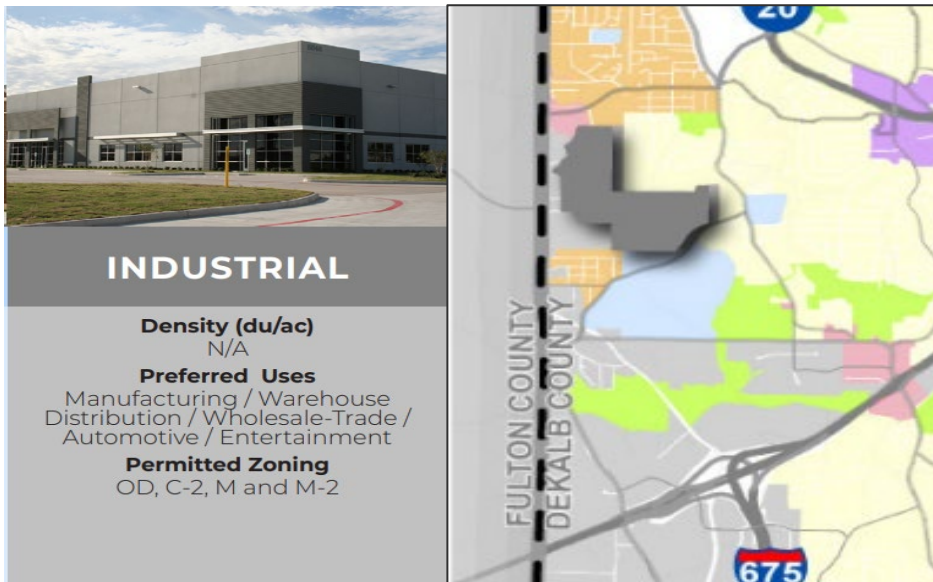 INDUSTRIAL
Density (du/ac)
N/A
Preferred Uses
Manufacturing / Warehouse
Distribution / Wholesale-Trade /
Automotive / Entertainment
Permitted Zoning
OD, C-2, M and M-2
20
FULTON COUNTY
DEKALB COUNTY
675